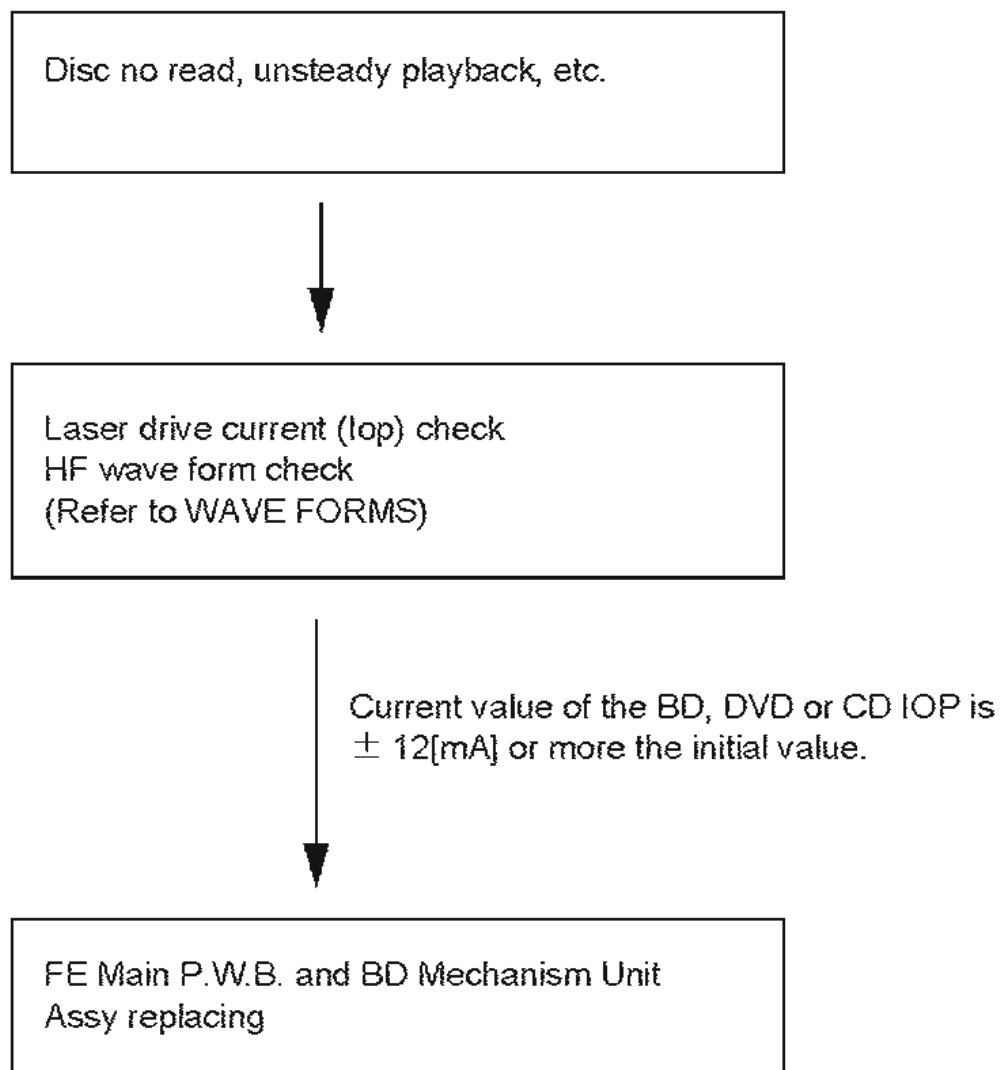 Disc no read, unsteady playback, etc.
Laser drive current (Iop) check
HF wave form check
(Refer to WAVE FORMS)
Current value of the BD, DVD or CD IOP is
± 12[mA] or more the initial value.
FE Main P.W.B. and BD Mechanism Unit
Assy replacing